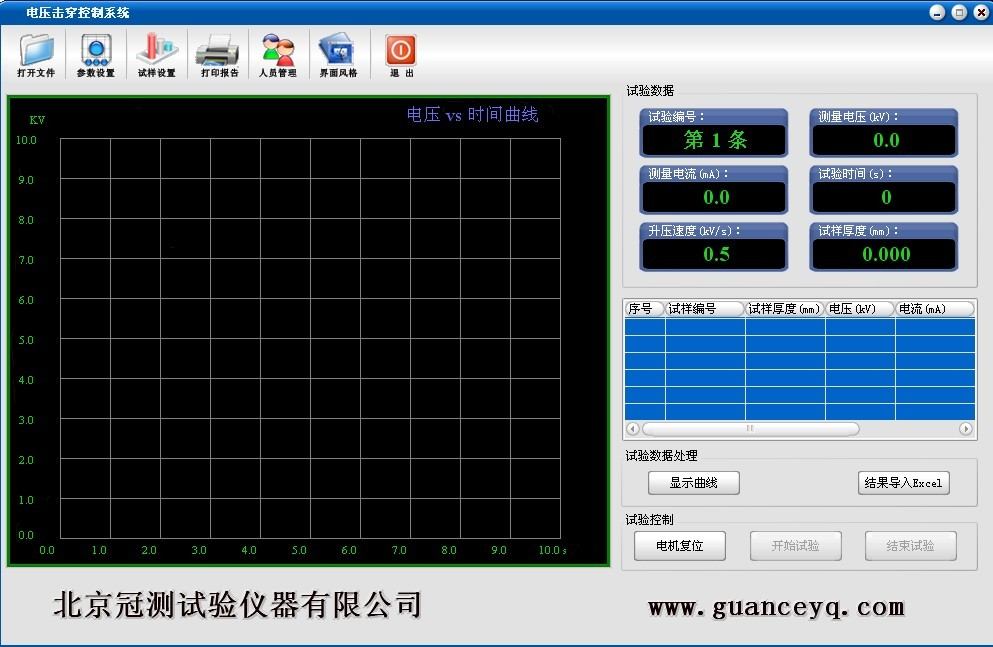 电压击穿控制系统
打开文件 参数设置 试样设置 打印报告 人员管理 界面风格 退 出
KV
电压 vs 时间曲线
10.0
9.0
8.0
7.0
6.0
5.0
4.0
3.0
2.0
1.0
0.0
0.0 1.0 2.0 3.0 4.0 5.0 6.0 7.0 8.0 9.0 10.0 s
试验数据
试验编号： 测量电压(kV)：
第 1 条 0.0
测量电流(mA)： 试验时间(s)：
0.0 0
升压速度(kV/s)： 试样厚度(mm)：
0.5 0.000
序号 试样编号 试样厚度(mm) 电压(kV) 电流(mA)
试验数据处理
显示曲线 结果导入Excel
试验控制
电机复位 开始试验 结束试验
北京冠测试验仪器有限公司 www.guanceyq.com